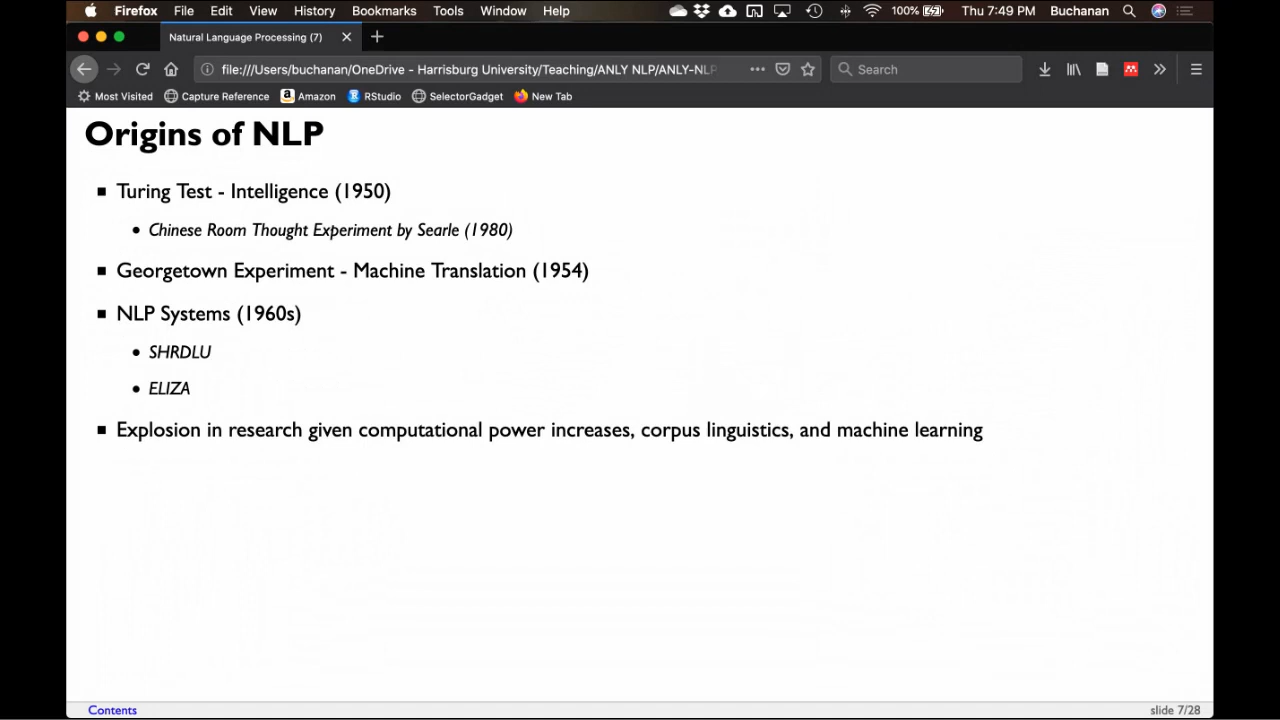 Firefox File Edit View History Bookmarks Tools Window Help 100% Thu 7:49 PM Buchanan
Natural Language Processing (7)
file:///Users/buchanan/OneDrive - Harrisburg University/Teaching/ANLY NLP/ANLY-NLP Search
Most Visited Capture Reference Amazon RStudio SelectorGadget New Tab
Origins of NLP
Turing Test - Intelligence (1950)
Chinese Room Thought Experiment by Searle (1980)
Georgetown Experiment - Machine Translation (1954)
NLP Systems (1960s)
SHRDLU
ELIZA
Explosion in research given computational power increases, corpus linguistics, and machine learning
Contents slide 7/28